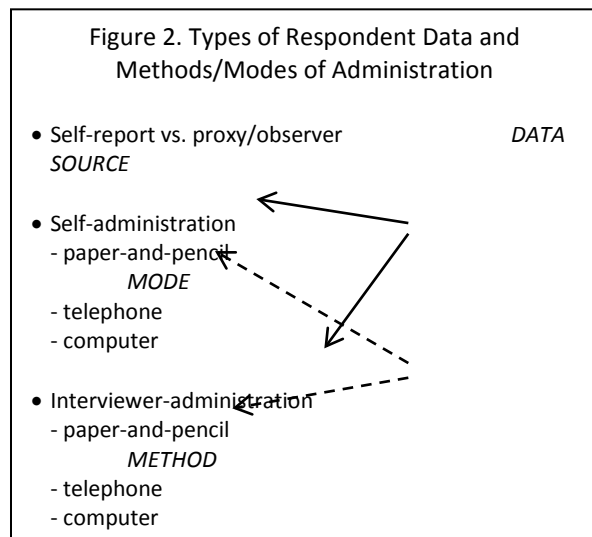 Figure 2. Types of Respondent Data and
Methods/Modes of Administration
• Self-report vs. proxy/observer DATA
SOURCE
• Self-administration
- paper-and-pencil
MODE
- telephone
- computer
• Interviewer-administration
- paper-and-pencil
METHOD
- telephone
- computer